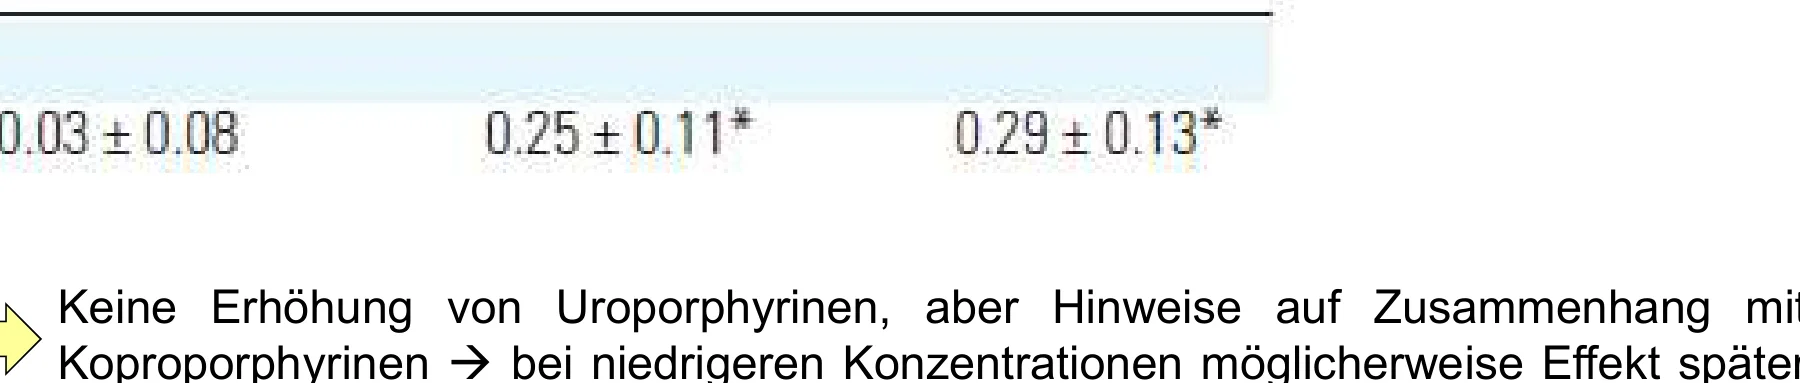 0.03 ± 0.08 0.25 ± 0.11* 0.29 ± 0.13*
Keine Erhöhung von Uroporphyrinen, aber Hinweise auf Zusammenhang mit
Koproporphyrinen → bei niedrigeren Konzentrationen möglicherweise Effekt später